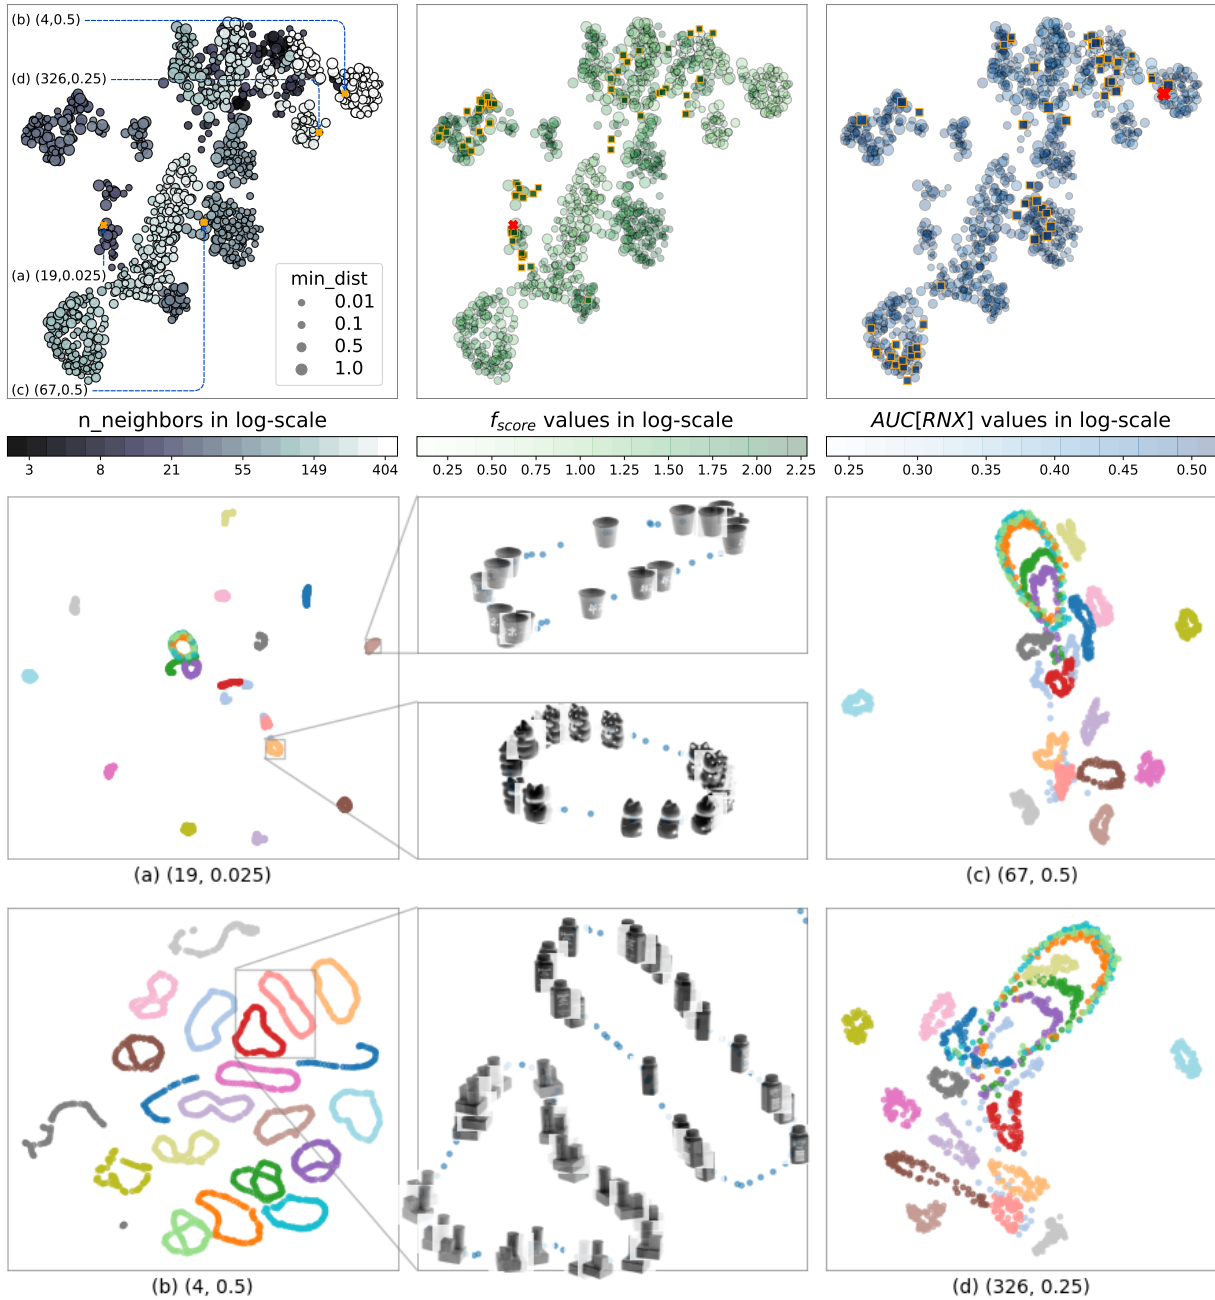 (b) (4,0.5)
(d) (326,0.25)
(a) (19,0.025)
(c) (67,0.5)
min_dist
0.01
0.1
0.5
1.0
n_neighbors in log-scale
3 8 21 55 149 404
f_score values in log-scale
0.25 0.50 0.75 1.00 1.25 1.50 1.75 2.00 2.25
AUC[RNX] values in log-scale
0.25 0.30 0.35 0.40 0.45 0.50
(a) (19, 0.025)
(c) (67, 0.5)
(b) (4, 0.5)
(d) (326, 0.25)